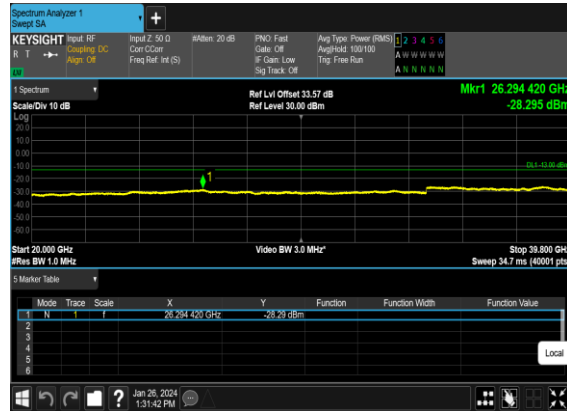 Spectrum Analyzer 1
Swept SA
+
KEYSIGHT Input: RF Input Z: 50 Ω #Atten: 20 dB PNO: Fast Avg Type: Power (RMS) 1 2 3 4 5 6
R T Coupling: DC Corr CCorr Gate: Off Avg|Hold: 100/100 A W W W W W
Align: Off Freq Ref: Int (S) IF Gain: Low Trig: Free Run
Sig Track: Off A N N N N N
1 Spectrum Ref Lvl Offset 33.57 dB Mkr1 26.294 420 GHz
Scale/Div 10 dB Ref Level 30.00 dBm -28.295 dBm
Log
20.0
10.0
0.00
-10.0 DL1 -13.00 dBm
-20.0 1
-30.0
-40.0
-50.0
-60.0
Start 20.000 GHz Video BW 3.0 MHz* Stop 39.800 GHz
#Res BW 1.0 MHz Sweep 34.7 ms (40001 pts
5 Marker Table
Mode Trace Scale X Y Function Function Width Function Value
1 N 1 f 26.294 420 GHz -28.29 dBm
2
3
4
5
6
Local
? Jan 26, 2024
1:31:42 PM